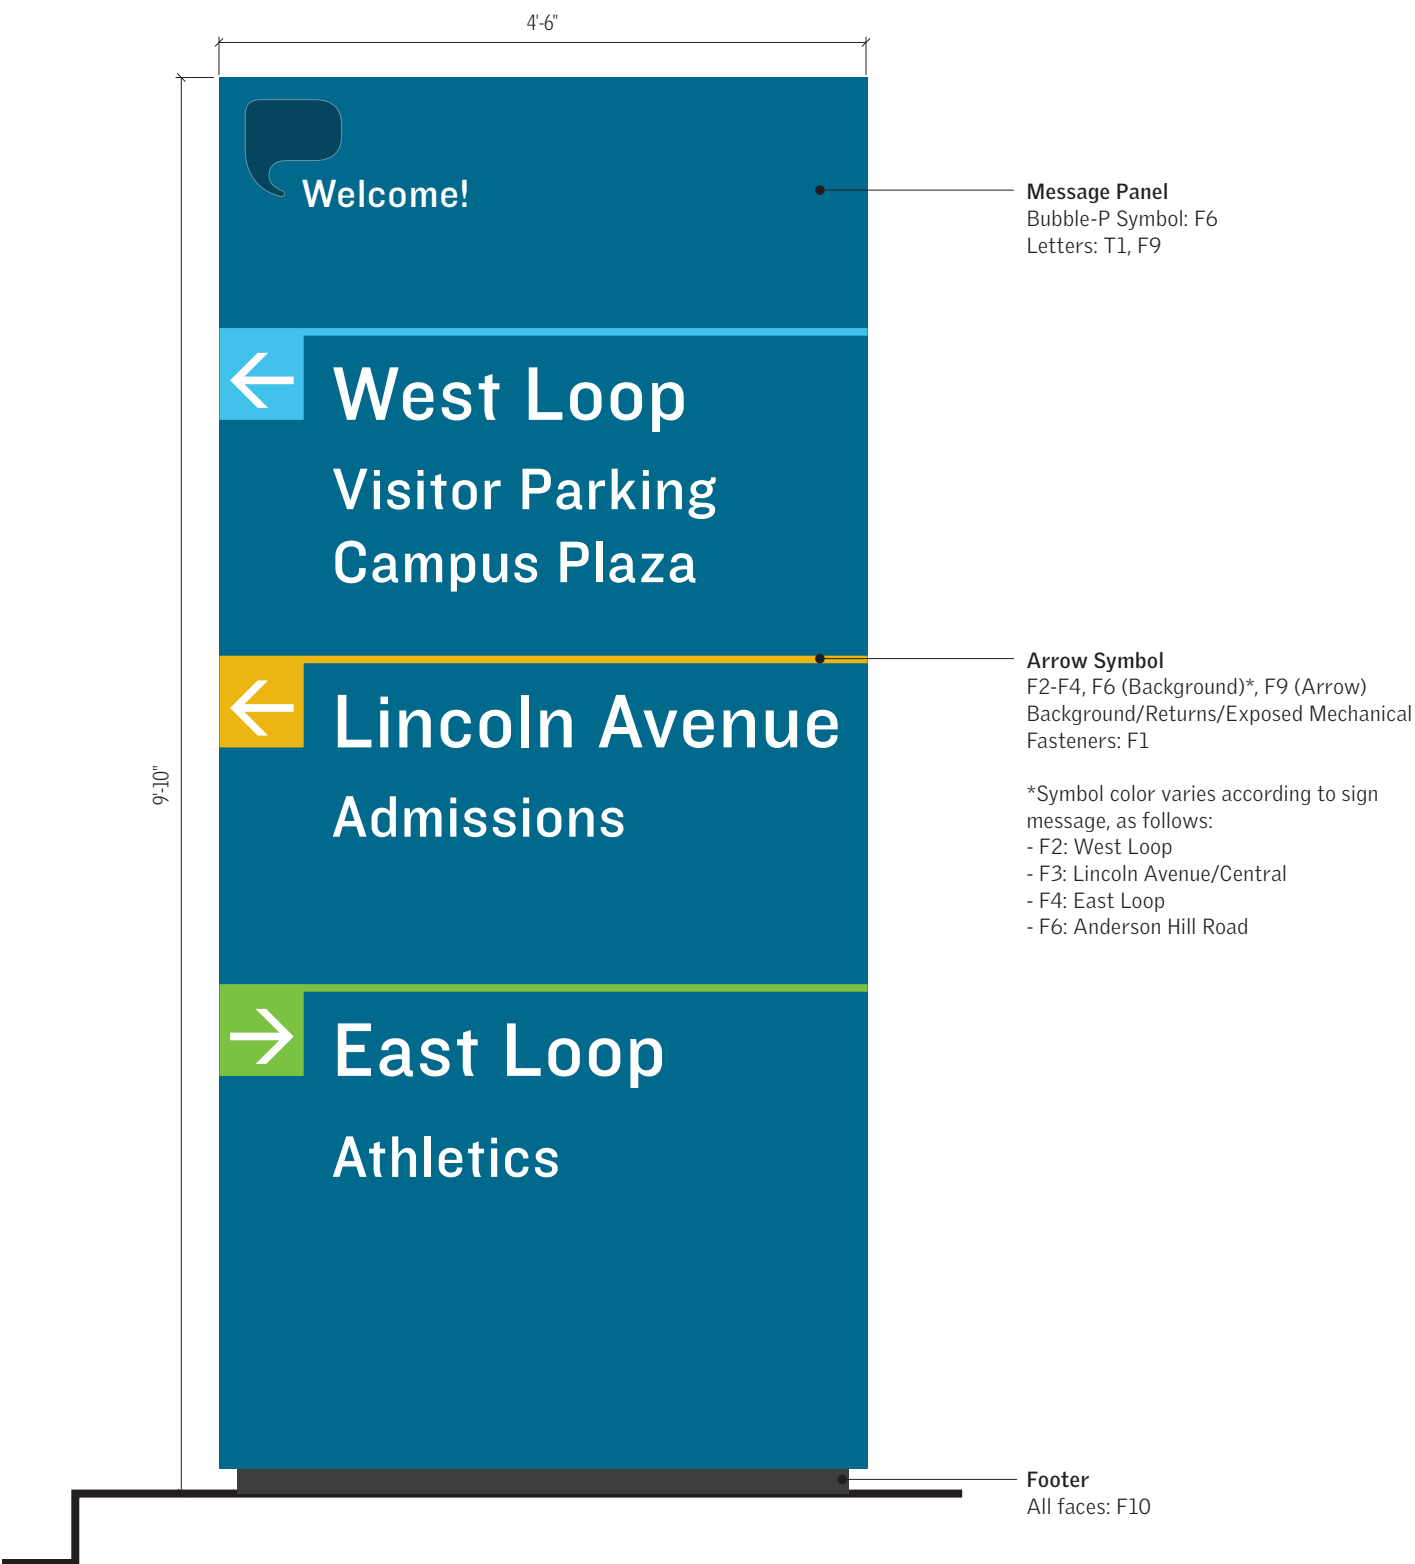 4'-6"
9'-10"
Welcome!
West Loop
Visitor Parking
Campus Plaza
Lincoln Avenue
Admissions
East Loop
Athletics
Message Panel
Bubble-P Symbol: F6
Letters: T1, F9
Arrow Symbol
F2-F4, F6 (Background)*, F9 (Arrow)
Background/Returns/Exposed Mechanical
Fasteners: F1
*Symbol color varies according to sign
message, as follows:
- F2: West Loop
- F3: Lincoln Avenue/Central
- F4: East Loop
- F6: Anderson Hill Road
Footer
All faces: F10